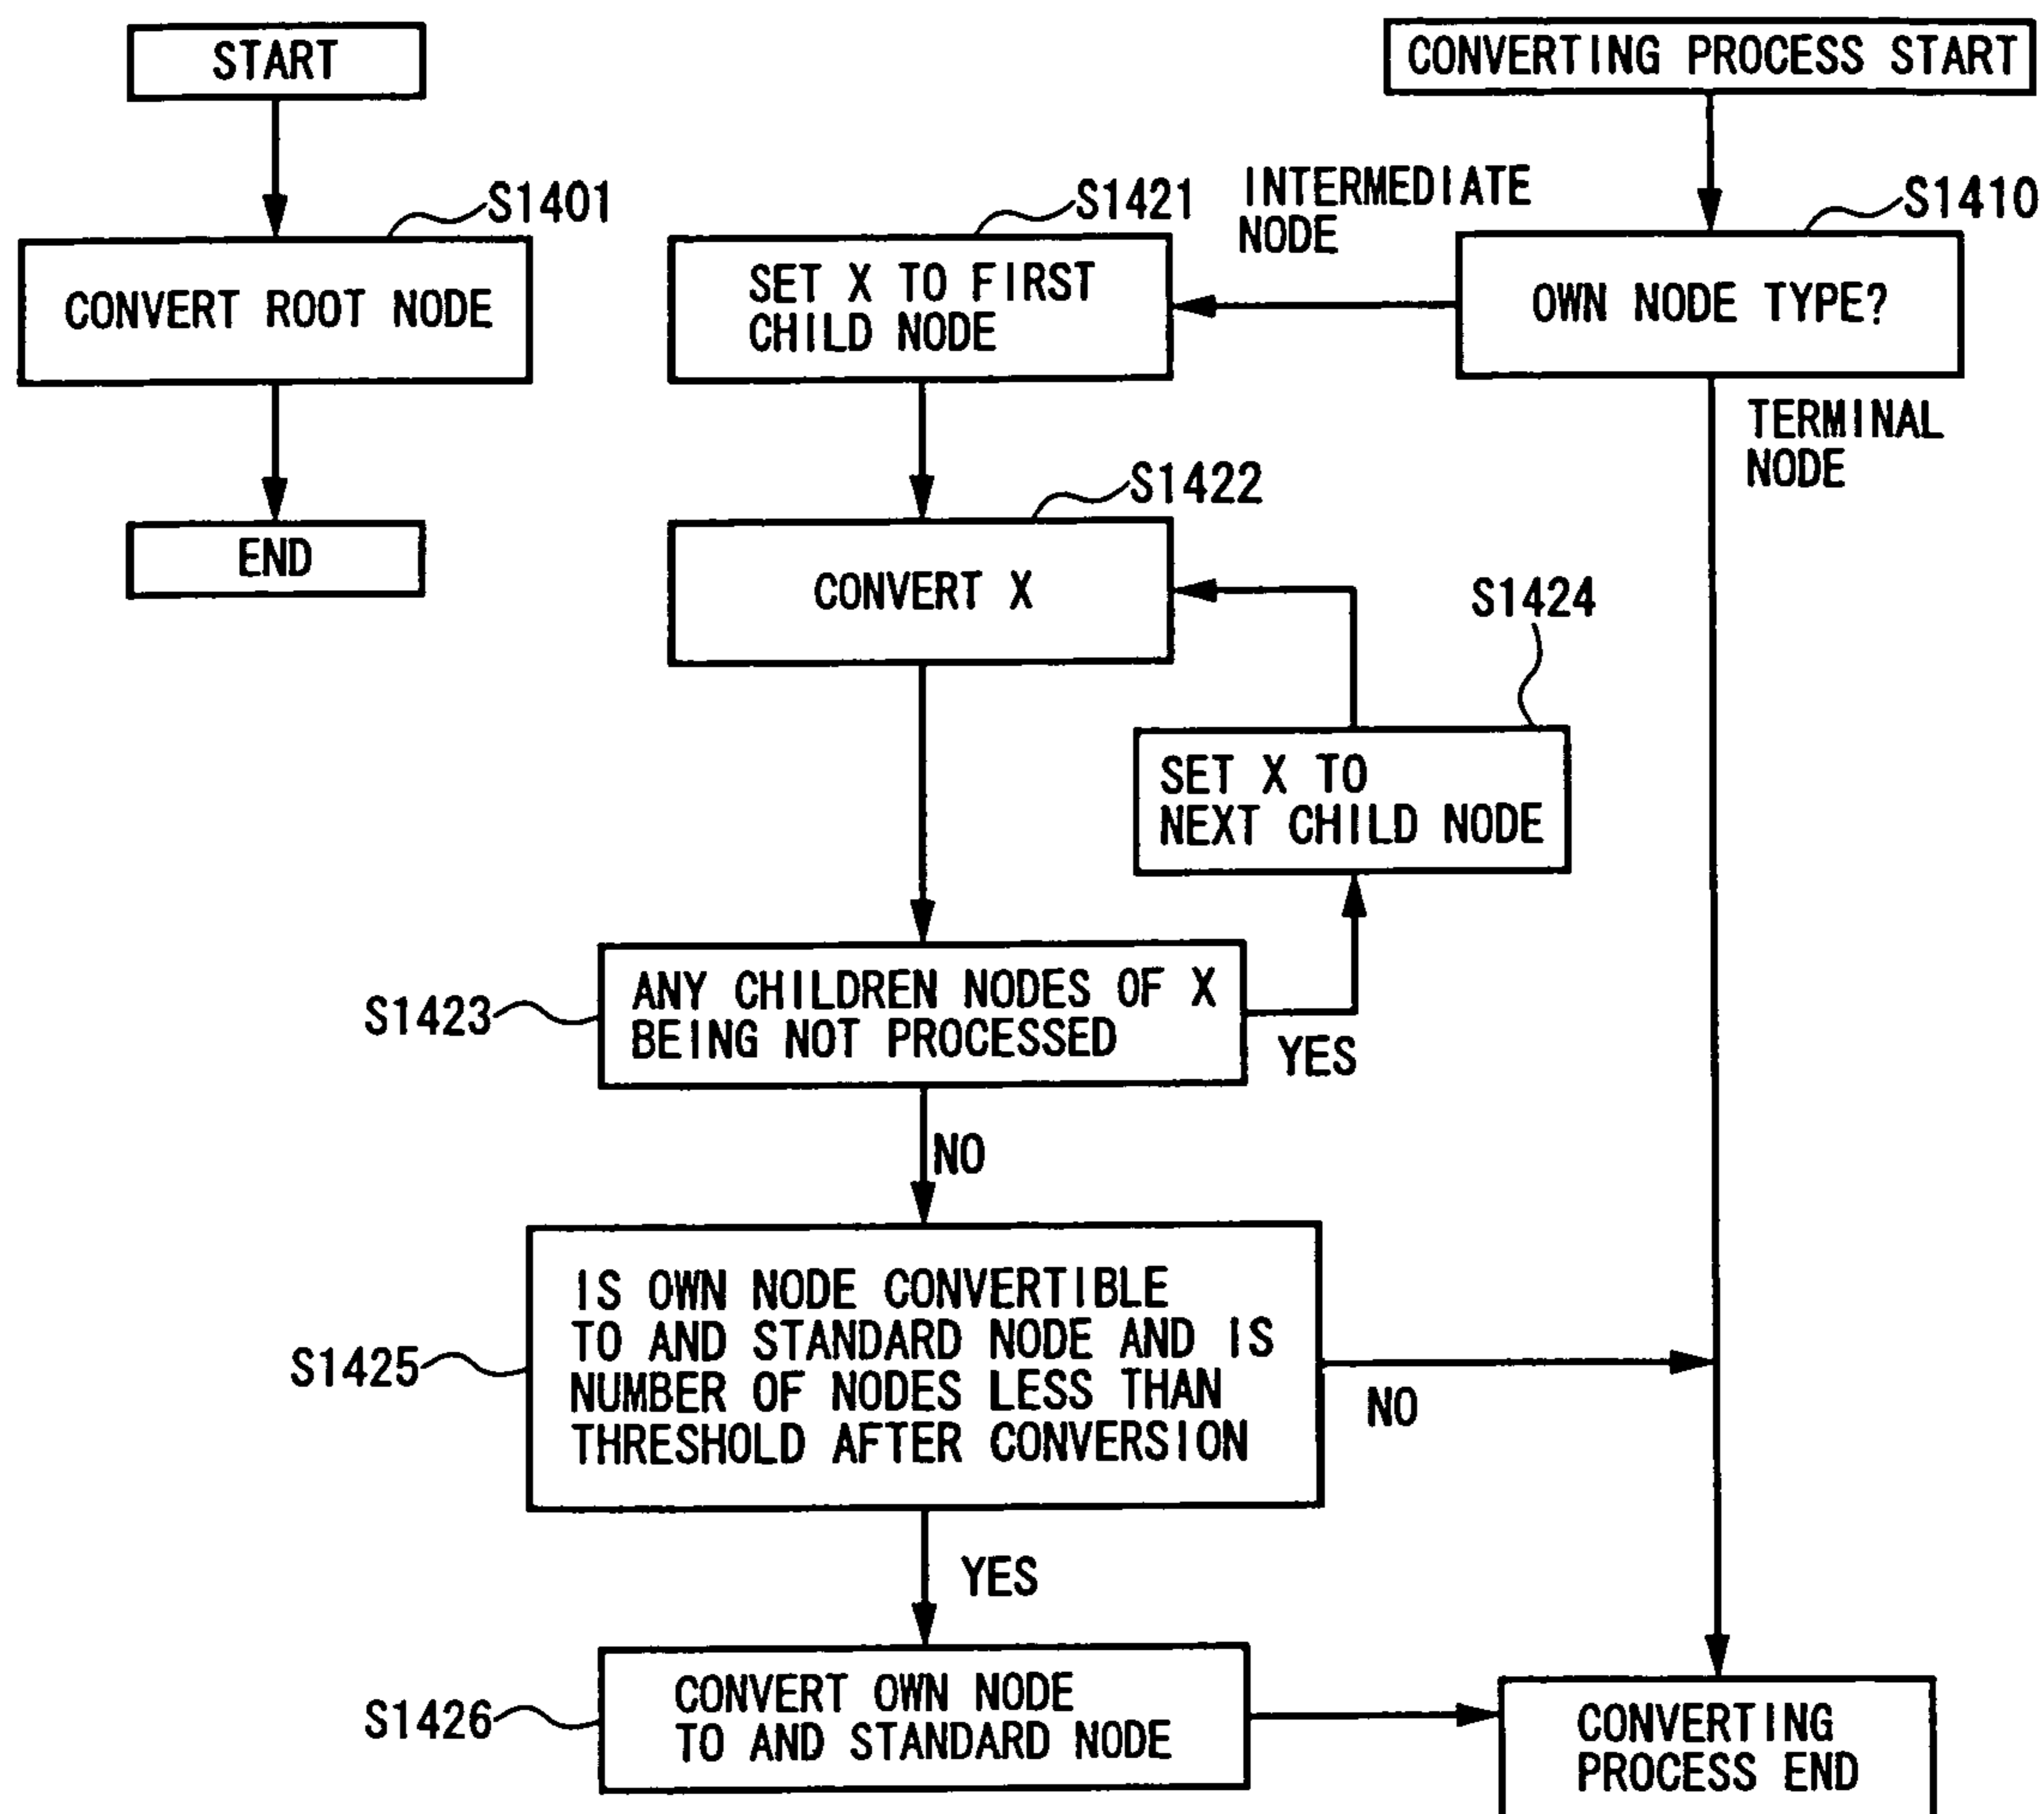 START
S1401
CONVERT ROOT NODE
END
CONVERTING PROCESS START
S1410
OWN NODE TYPE?
INTERMEDIATE
NODE
TERMINAL
NODE
S1421
SET X TO FIRST
CHILD NODE
S1422
CONVERT X
S1424
SET X TO
NEXT CHILD NODE
S1423
ANY CHILDREN NODES OF X
BEING NOT PROCESSED
YES
NO
S1425
IS OWN NODE CONVERTIBLE
TO AND STANDARD NODE AND IS
NUMBER OF NODES LESS THAN
THRESHOLD AFTER CONVERSION
NO
YES
S1426
CONVERT OWN NODE
TO AND STANDARD NODE
CONVERTING
PROCESS END